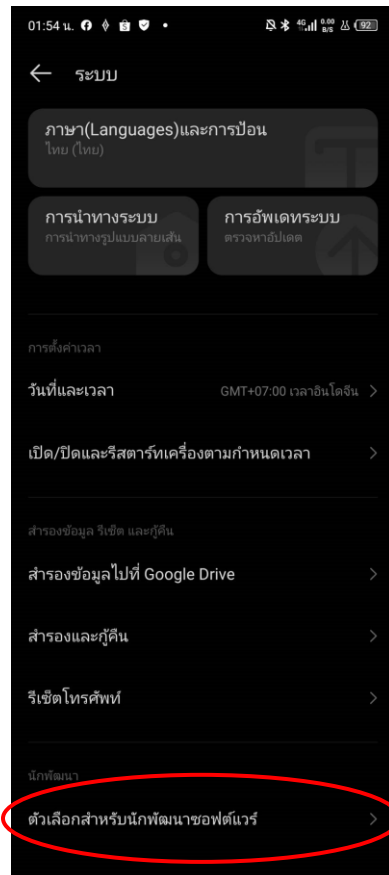 01:54 น. 4G 0.00 B/S 92
ระบบ
ภาษา(Languages)และการป้อน
ไทย (ไทย)
การนำทางระบบ
การนำทางรูปแบบลายเส้น
การอัพเดทระบบ
ตรวจหาอัปเดต
การตั้งค่าเวลา
วันที่และเวลา GMT+07:00 เวลาอินโดจีน
เปิด/ปิดและรีสตาร์ทเครื่องตามกำหนดเวลา
สำรองข้อมูล รีเซ็ต และกู้คืน
สำรองข้อมูลไปที่ Google Drive
สำรองและกู้คืน
รีเซ็ตโทรศัพท์
นักพัฒนา
ตัวเลือกสำหรับนักพัฒนาซอฟต์แวร์